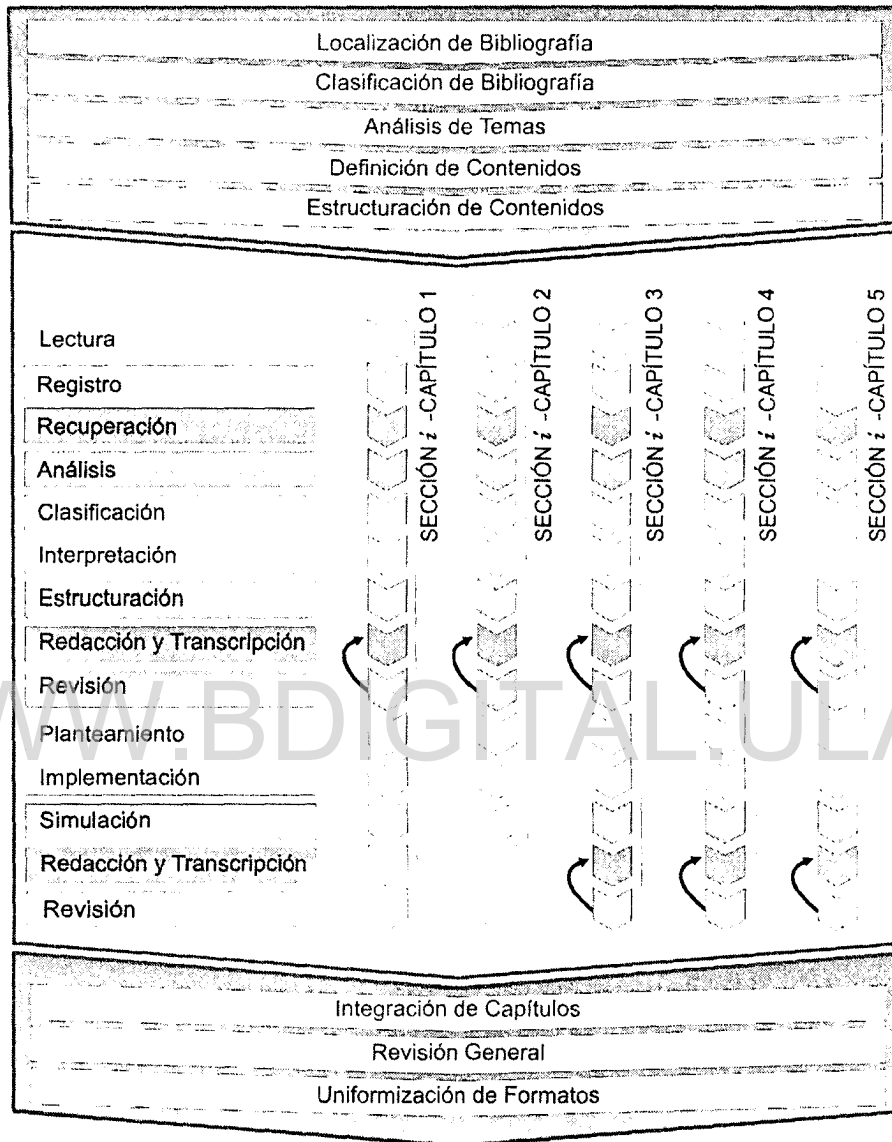 Localización de Bibliografía
Clasificación de Bibliografía
Análisis de Temas
Definición de Contenidos
Estructuración de Contenidos
Lectura
Registro
Recuperación
Análisis
Clasificación
Interpretación
Estructuración
Redacción y Transcripción
Revisión
Planteamiento
Implementación
Simulación
Redacción y Transcripción
Revisión
SECCIÓN i -CAPÍTULO 1
SECCIÓN i -CAPÍTULO 2
SECCIÓN i -CAPÍTULO 3
SECCIÓN i -CAPÍTULO 4
SECCIÓN i -CAPÍTULO 5
WW.BDIGITAL.ULA
Integración de Capítulos
Revisión General
Uniformización de Formatos